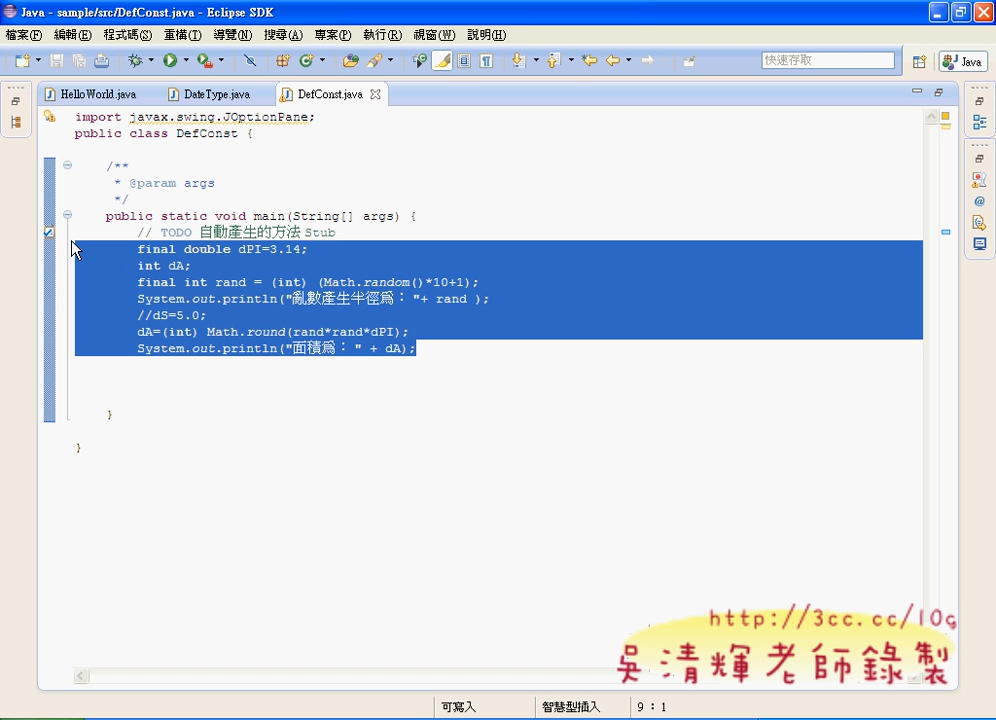 Java - sample/src/DefConst.java - Eclipse SDK
檔案(F) 編輯(E) 程式碼(S) 重構(T) 導覽(N) 搜尋(A) 專案(P) 執行(R) 視窗(W) 說明(H)
快速存取
Java
HelloWorld.java DateType.java DefConst.java
import javax.swing.JOptionPane;
public class DefConst {
/**
* @param args
*/
public static void main(String[] args) {
// TODO 自動產生的方法 Stub
final double dPI=3.14;
int dA;
final int rand = (int) (Math.random()*10+1);
System.out.println("亂數產生半徑為："+ rand );
//dS=5.0;
dA=(int) Math.round(rand*rand*dPI);
System.out.println("面積為：" + dA);
}
}
http://3cc.cc/10g
吳清輝老師錄製
可寫入 智慧型插入 9 : 1